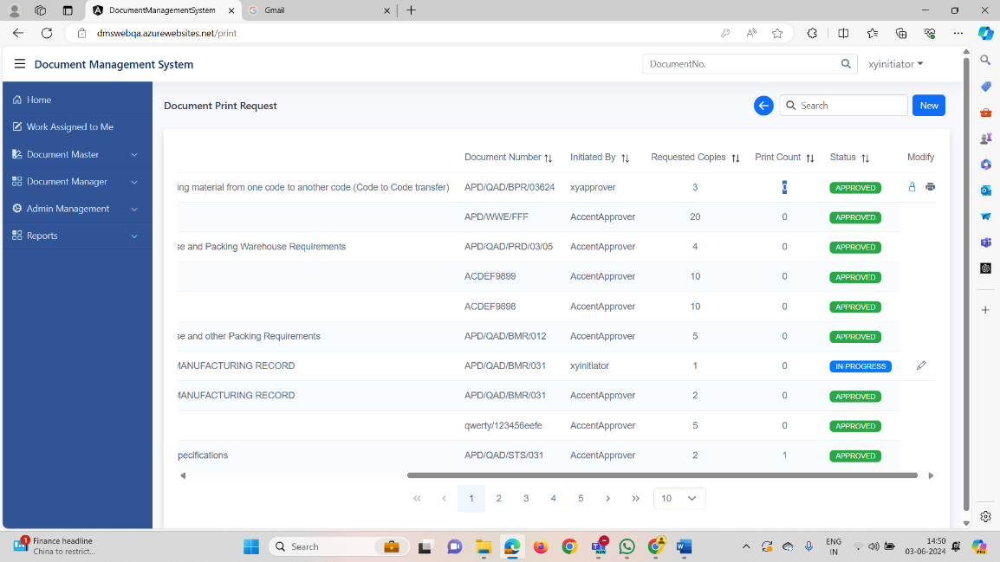 DocumentManagementSystem
Gmail
dmswebqa.azurewebsites.net/print
Document Management System
DocumentNo.
xyinitiator
Home
Work Assigned to Me
Document Master
Document Manager
Admin Management
Reports
Document Print Request
Search
New
Document Number Initiated By Requested Copies Print Count Status Modify
ing material from one code to another code (Code to Code transfer) APD/QAD/BPR/03624 xyapprover 3 0 APPROVED
APD/WWE/FFF AccentApprover 20 0 APPROVED
se and Packing Warehouse Requirements APD/QAD/PRD/03/05 AccentApprover 4 0 APPROVED
ACDEF9899 AccentApprover 10 0 APPROVED
ACDEF9898 AccentApprover 10 0 APPROVED
se and other Packing Requirements APD/QAD/BMR/012 AccentApprover 5 0 APPROVED
MANUFACTURING RECORD APD/QAD/BMR/031 xyinitiator 1 0 IN-PROGRESS
MANUFACTURING RECORD APD/QAD/BMR/031 AccentApprover 2 0 APPROVED
qwerty/123456eefe AccentApprover 5 0 APPROVED
pecifications APD/QAD/STS/031 AccentApprover 2 1 APPROVED
1 2 3 4 5 10
1 Finance headline
China to restrict...
Search
ENG
IN
14:50
03-06-2024